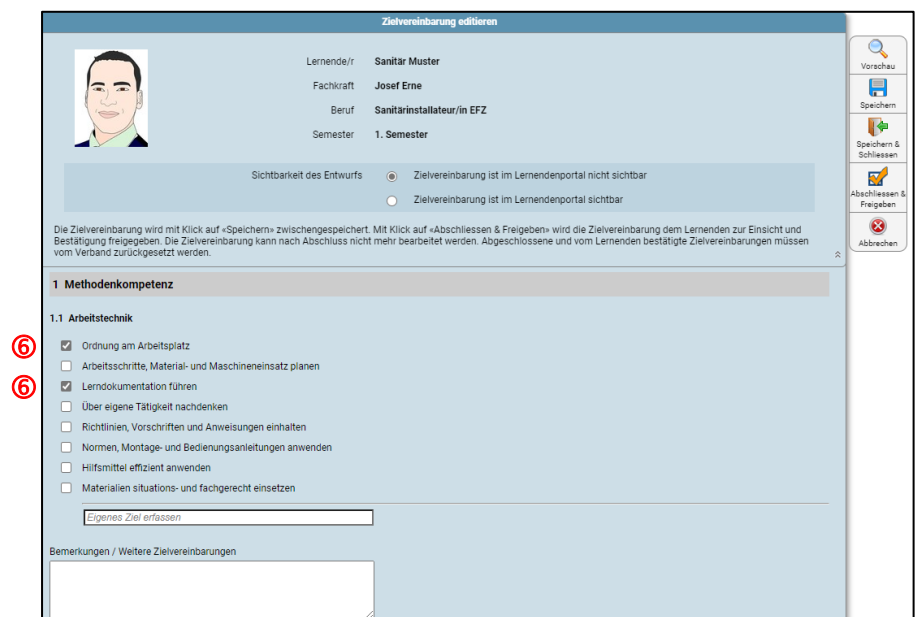 Zielvereinbarung editieren
Lernende/r Sanitär Muster
Fachkraft Josef Erne
Beruf Sanitärinstallateur/in EFZ
Semester 1. Semester
Sichtbarkeit des Entwurfs Zielvereinbarung ist im Lernendenportal nicht sichtbar
Zielvereinbarung ist im Lernendenportal sichtbar
Die Zielvereinbarung wird mit Klick auf «Speichern» zwischengespeichert. Mit Klick auf «Abschliessen & Freigeben» wird die Zielvereinbarung dem Lernenden zur Einsicht und
Bestätigung freigegeben. Die Zielvereinbarung kann nach Abschluss nicht mehr bearbeitet werden. Abgeschlossene und vom Lernenden bestätigte Zielvereinbarungen müssen
vom Verband zurückgesetzt werden.
Vorschau
Speichern
Speichern &
Schliessen
Abschliessen &
Freigeben
Abbrechen
1 Methodenkompetenz
1.1 Arbeitstechnik
⑥ Ordnung am Arbeitsplatz
Arbeitsschritte, Material- und Maschineneinsatz planen
⑥ Lerndokumentation führen
Über eigene Tätigkeit nachdenken
Richtlinien, Vorschriften und Anweisungen einhalten
Normen, Montage- und Bedienungsanleitungen anwenden
Hilfsmittel effizient anwenden
Materialien situations- und fachgerecht einsetzen
Eigenes Ziel erfassen
Bemerkungen / Weitere Zielvereinbarungen